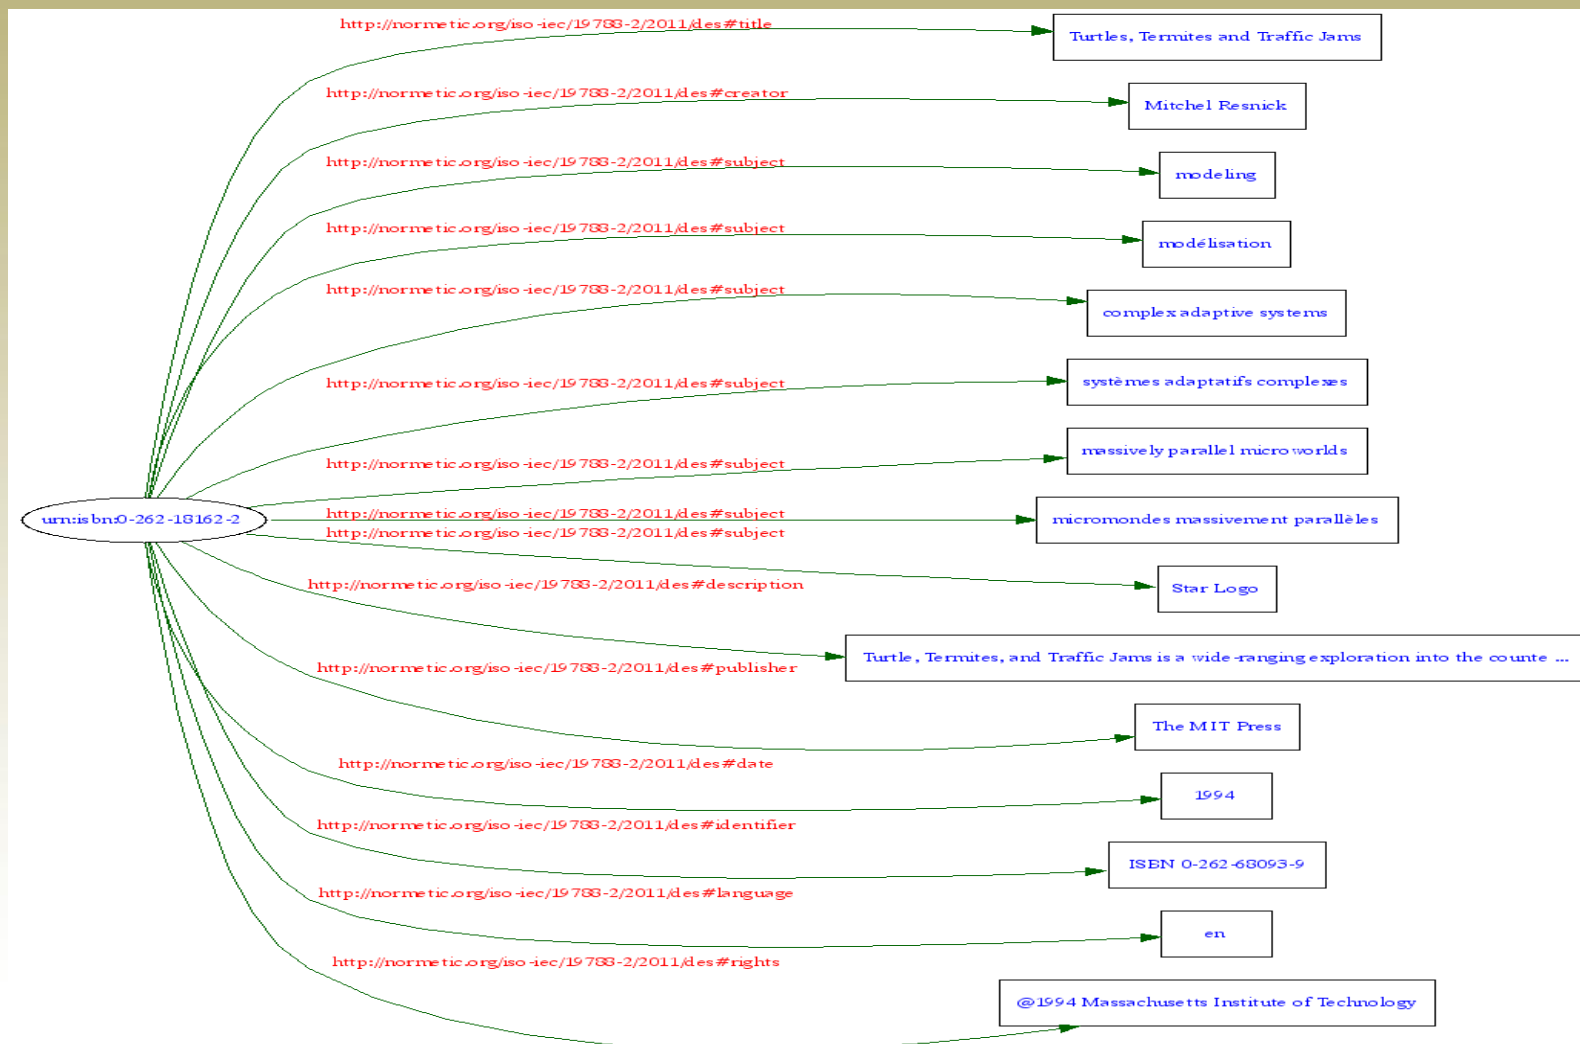 http://normetic.org/iso-iec/19788-2/2011/des#title
Turtles, Termites and Traffic Jams
http://normetic.org/iso-iec/19788-2/2011/des#creator
Mitchel Resnick
http://normetic.org/iso-iec/19788-2/2011/des#subject
modeling
http://normetic.org/iso-iec/19788-2/2011/des#subject
modélisation
http://normetic.org/iso-iec/19788-2/2011/des#subject
complex adaptive systems
http://normetic.org/iso-iec/19788-2/2011/des#subject
systèmes adaptatifs complexes
http://normetic.org/iso-iec/19788-2/2011/des#subject
massively parallel microworlds
urn:isbn:0-262-18162-2
http://normetic.org/iso-iec/19788-2/2011/des#subject
micromondes massivement parallèles
http://normetic.org/iso-iec/19788-2/2011/des#subject
Star Logo
http://normetic.org/iso-iec/19788-2/2011/des#description
Turtle, Termites, and Traffic Jams is a wide-ranging exploration into the counte ...
http://normetic.org/iso-iec/19788-2/2011/des#publisher
The MIT Press
http://normetic.org/iso-iec/19788-2/2011/des#date
1994
http://normetic.org/iso-iec/19788-2/2011/des#identifier
ISBN 0-262-68093-9
http://normetic.org/iso-iec/19788-2/2011/des#language
en
http://normetic.org/iso-iec/19788-2/2011/des#rights
@1994 Massachusetts Institute of Technology